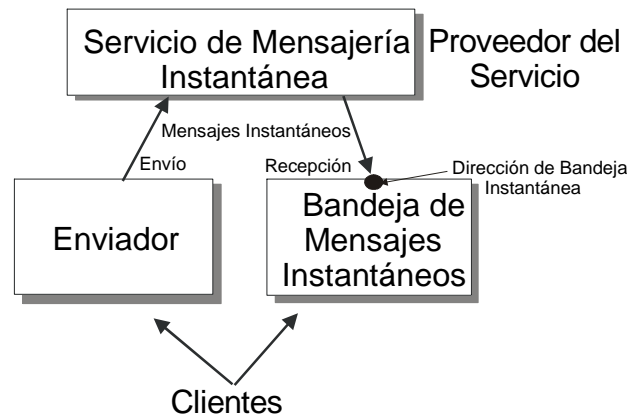 Servicio de Mensajería
Instantánea
Proveedor del
Servicio
Mensajes Instantáneos
Envío
Recepción
Dirección de Bandeja
Instantánea
Enviador
Bandeja de
Mensajes
Instantáneos
Clientes